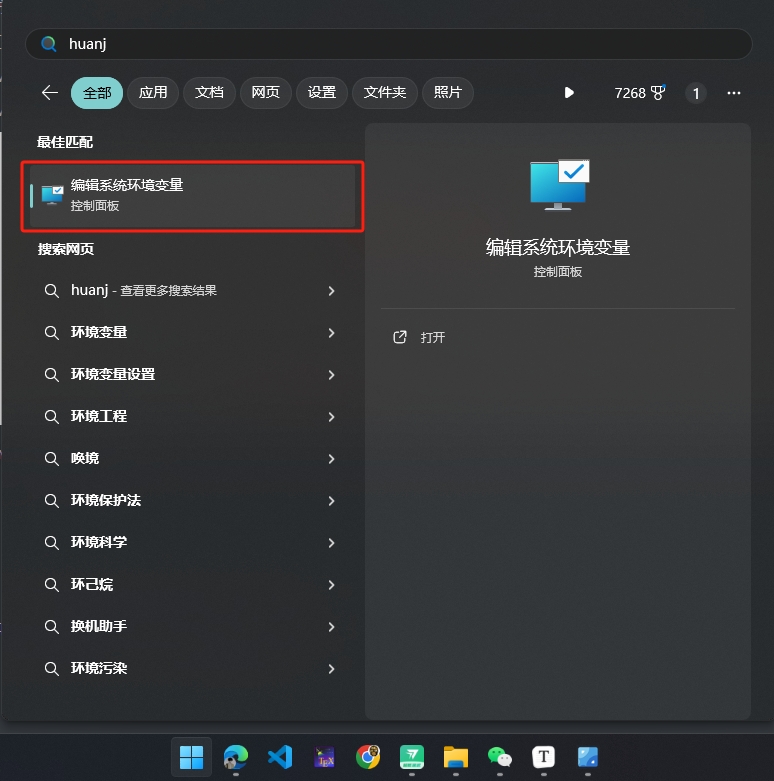 huanj
全部 应用 文档 网页 设置 文件夹 照片 7268 1
最佳匹配
编辑系统环境变量
控制面板
搜索网页
huanj - 查看更多搜索结果
环境变量
环境变量设置
环境工程
唤境
环境保护法
环境科学
环己烷
换机助手
环境污染
编辑系统环境变量
控制面板
打开
TEX
T